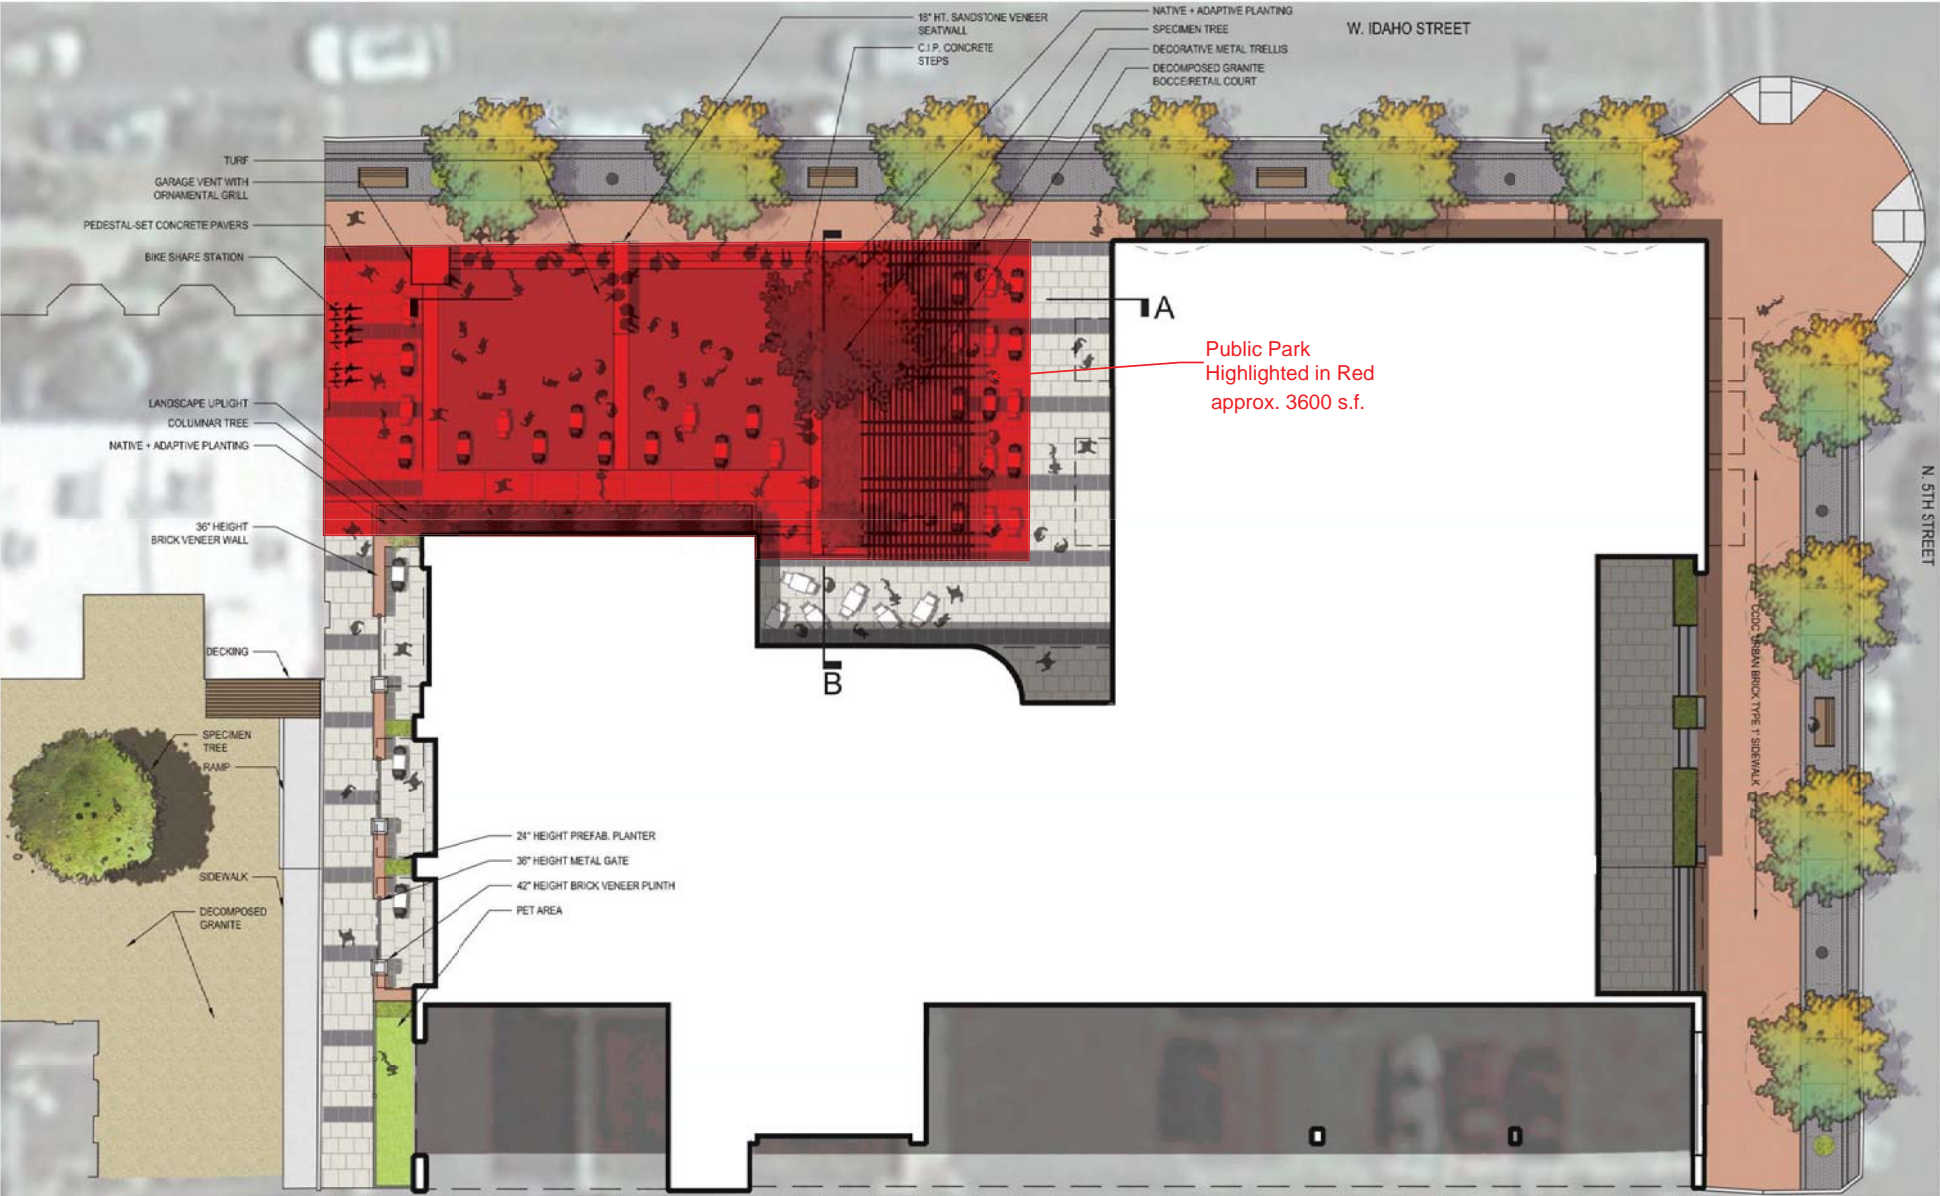 18" HT. SANDSTONE VENEER
SEATWALL
C.I.P. CONCRETE
STEPS
NATIVE + ADAPTIVE PLANTING
SPECIMEN TREE
DECORATIVE METAL TRELLIS
DECOMPOSED GRANITE
BOCCE/RETAIL COURT
W. IDAHO STREET
TURF
GARAGE VENT WITH
ORNAMENTAL GRILL
PEDESTAL-SET CONCRETE PAVERS
BIKE SHARE STATION
A
Public Park
Highlighted in Red
approx. 3600 s.f.
LANDSCAPE UPLIGHT
COLUMNAR TREE
NATIVE + ADAPTIVE PLANTING
36" HEIGHT
BRICK VENEER WALL
N. 5TH STREET
DECKING
B
CCDC 'URBAN BRICK TYPE 1' SIDEWALK
SPECIMEN
TREE
RAMP
24" HEIGHT PREFAB. PLANTER
36" HEIGHT METAL GATE
42" HEIGHT BRICK VENEER PLINTH
PET AREA
SIDEWALK
DECOMPOSED
GRANITE